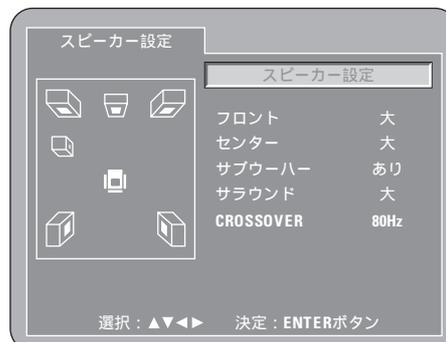 スピーカー設定
スピーカー設定
フロント 大
センター 大
サブウーハー あり
サラウンド 大
CROSSOVER 80Hz
選択：▲▼◀▶ 決定：ENTERボタン